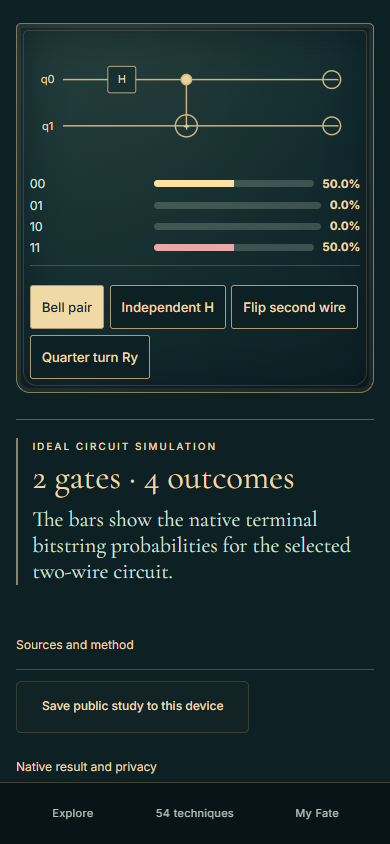 q0 H
q1
00 50.0%
01 0.0%
10 0.0%
11 50.0%
Bell pair Independent H Flip second wire
Quarter turn Ry
IDEAL CIRCUIT SIMULATION
2 gates · 4 outcomes
The bars show the native terminal
bitstring probabilities for the selected
two-wire circuit.
Sources and method
Save public study to this device
Native result and privacy
Explore 54 techniques My Fate